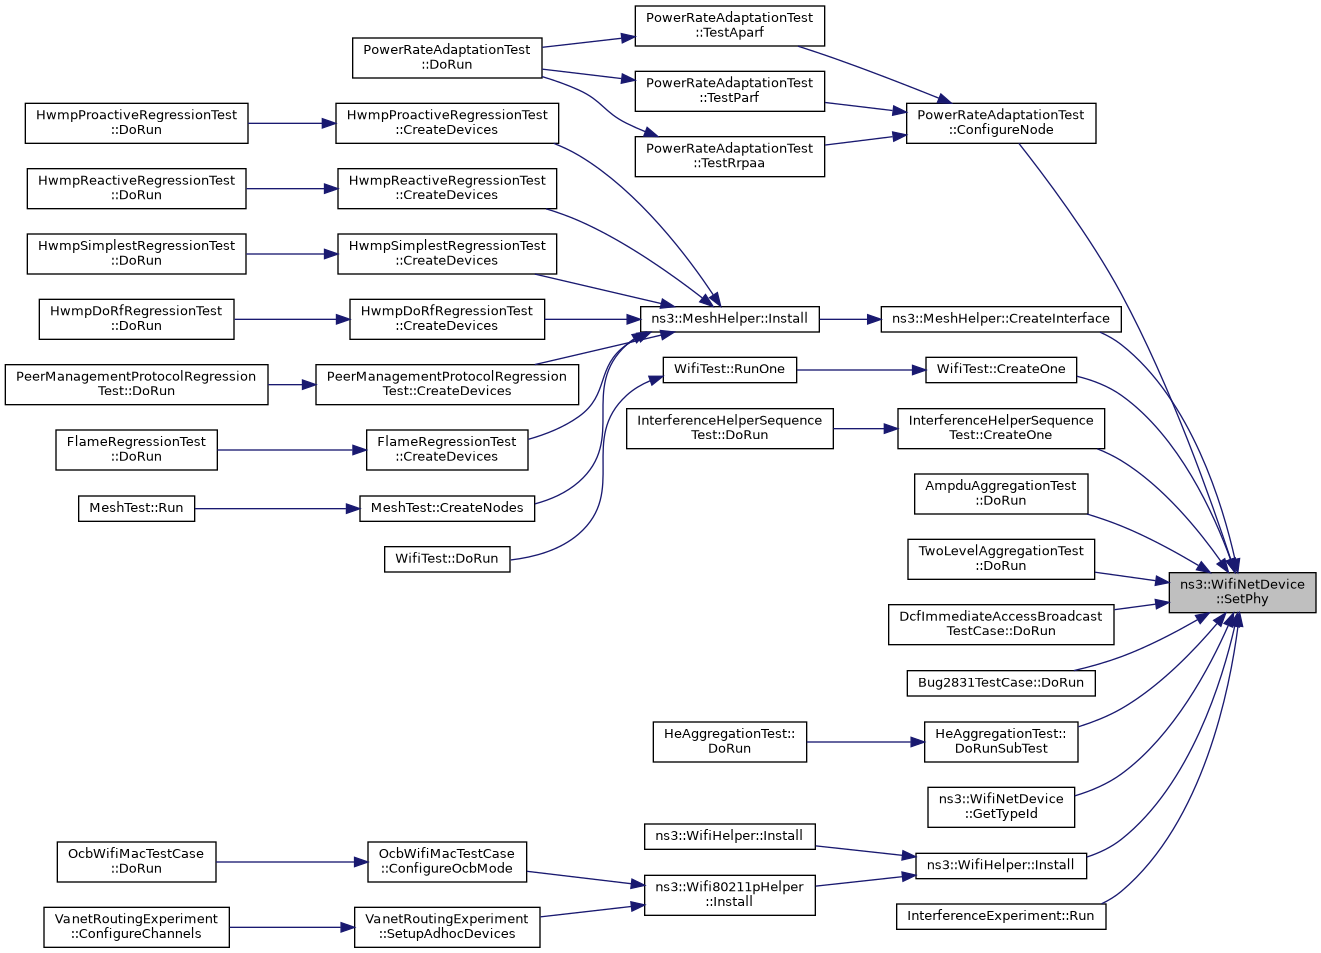 PowerRateAdaptationTest
::TestAparf
PowerRateAdaptationTest
::DoRun
PowerRateAdaptationTest
::TestParf
PowerRateAdaptationTest
::ConfigureNode
PowerRateAdaptationTest
::TestRrpaa
HwmpProactiveRegressionTest
::DoRun
HwmpProactiveRegressionTest
::CreateDevices
HwmpReactiveRegressionTest
::DoRun
HwmpReactiveRegressionTest
::CreateDevices
HwmpSimplestRegressionTest
::DoRun
HwmpSimplestRegressionTest
::CreateDevices
HwmpDoRfRegressionTest
::DoRun
HwmpDoRfRegressionTest
::CreateDevices
ns3::MeshHelper::Install
ns3::MeshHelper::CreateInterface
PeerManagementProtocolRegression
Test::DoRun
PeerManagementProtocolRegression
Test::CreateDevices
WifiTest::RunOne
WifiTest::CreateOne
InterferenceHelperSequence
Test::DoRun
InterferenceHelperSequence
Test::CreateOne
FlameRegressionTest
::DoRun
FlameRegressionTest
::CreateDevices
AmpduAggregationTest
::DoRun
MeshTest::Run
MeshTest::CreateNodes
WifiTest::DoRun
TwoLevelAggregationTest
::DoRun
ns3::WifiNetDevice
::SetPhy
DcfImmediateAccessBroadcast
TestCase::DoRun
Bug2831TestCase::DoRun
HeAggregationTest::
DoRun
HeAggregationTest::
DoRunSubTest
ns3::WifiNetDevice
::GetTypeId
ns3::WifiHelper::Install
ns3::WifiHelper::Install
OcbWifiMacTestCase
::DoRun
OcbWifiMacTestCase
::ConfigureOcbMode
ns3::Wifi80211pHelper
::Install
InterferenceExperiment::Run
VanetRoutingExperiment
::ConfigureChannels
VanetRoutingExperiment
::SetupAdhocDevices